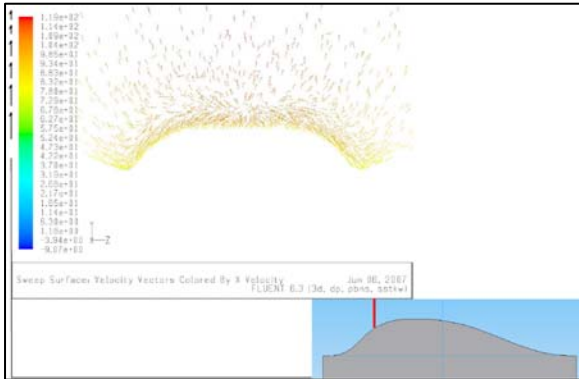 1.19e+02
1.14e+02
1.09e+02
1.04e+02
9.85e+01
9.34e+01
8.83e+01
8.32e+01
7.80e+01
7.29e+01
6.78e+01
6.27e+01
5.75e+01
5.24e+01
4.73e+01
4.22e+01
3.70e+01
3.19e+01
2.68e+01
2.17e+01
1.65e+01
1.14e+01
6.30e+00
1.18e+00
-3.94e+00
-9.07e+00
Z
Sweep Surface: Velocity Vectors Colored By X Velocity Jun 06, 2007
FLUENT 6.3 (3d, dp, pbns, sstkw)